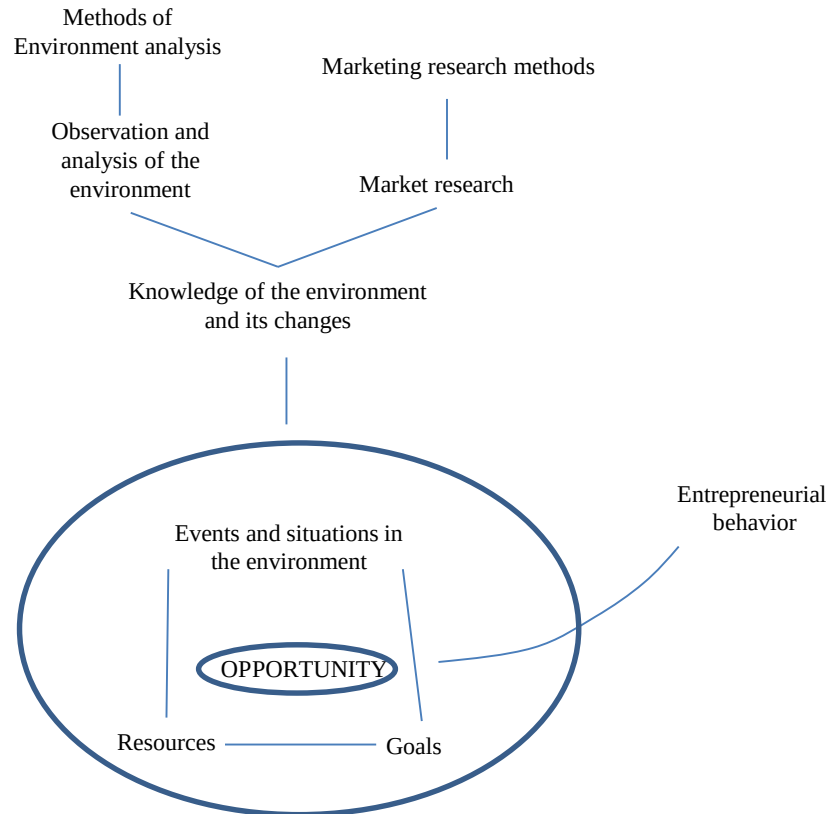 Methods of
Environment analysis
Marketing research methods
Observation and
analysis of the
environment
Market research
Knowledge of the environment
and its changes
Entrepreneurial
behavior
Events and situations in
the environment
OPPORTUNITY
Resources
Goals